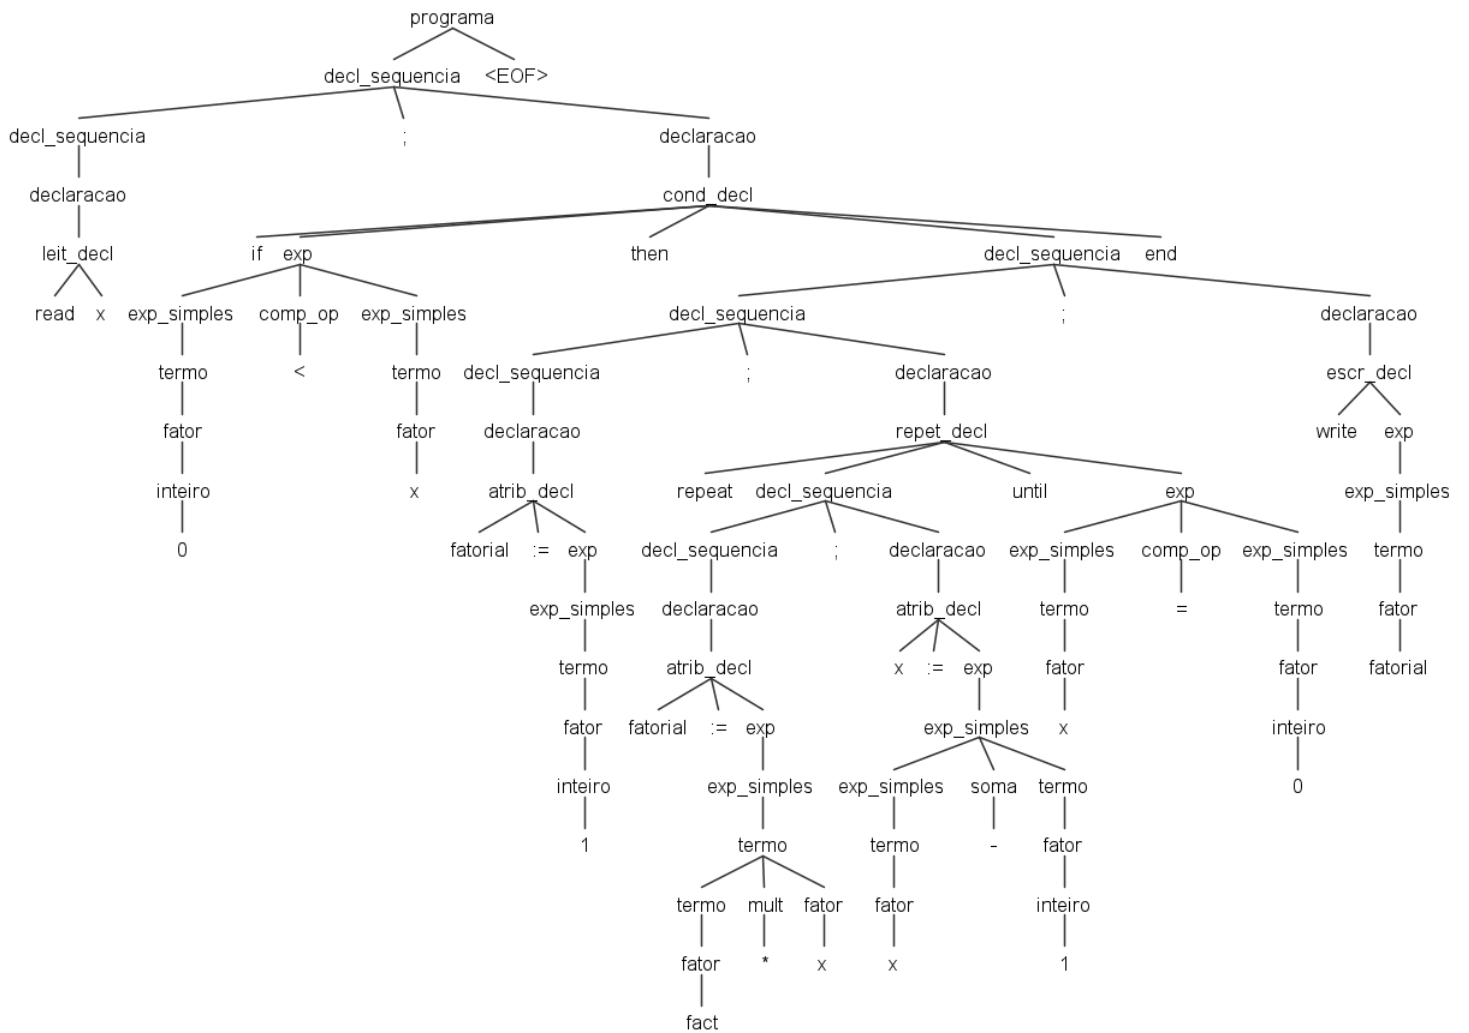 programa
decl_sequencia <EOF>
decl_sequencia ; declaracao
declaracao cond_decl
leit_decl if exp then decl_sequencia end
read x exp_simples comp_op exp_simples decl_sequencia ; declaracao
termo < termo decl_sequencia ; declaracao escr_decl
fator fator declaracao repet_decl write exp
inteiro x atrib_decl repeat decl_sequencia until exp exp_simples
0 fatorial := exp decl_sequencia ; declaracao exp_simples comp_op exp_simples termo
exp_simples declaracao atrib_decl termo = termo fator
termo atrib_decl x := exp fator fator fatorial
fator fatorial := exp exp_simples x inteiro
inteiro exp_simples exp_simples soma termo 0
1 termo termo - fator
termo mult fator fator inteiro
fator * x x 1
fact